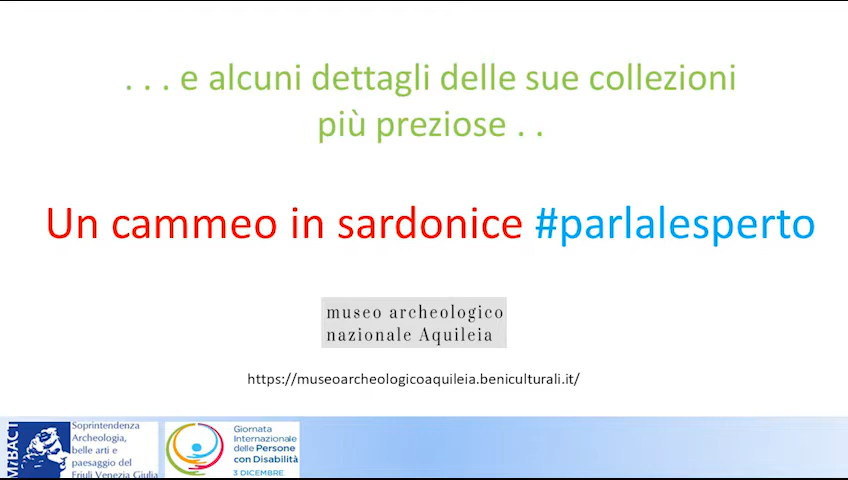 . . . e alcuni dettagli delle sue collezioni
più preziose . .
Un cammeo in sardonice #parlalesperto
museo archeologico
nazionale Aquileia
https://museoarcheologicoaquileia.beniculturali.it/
MiBACT
Soprintendenza
Archeologia,
belle arti e
paesaggio del
Friuli Venezia Giulia
Giornata
Internazionale
delle Persone
con Disabilità
3 DICEMBRE